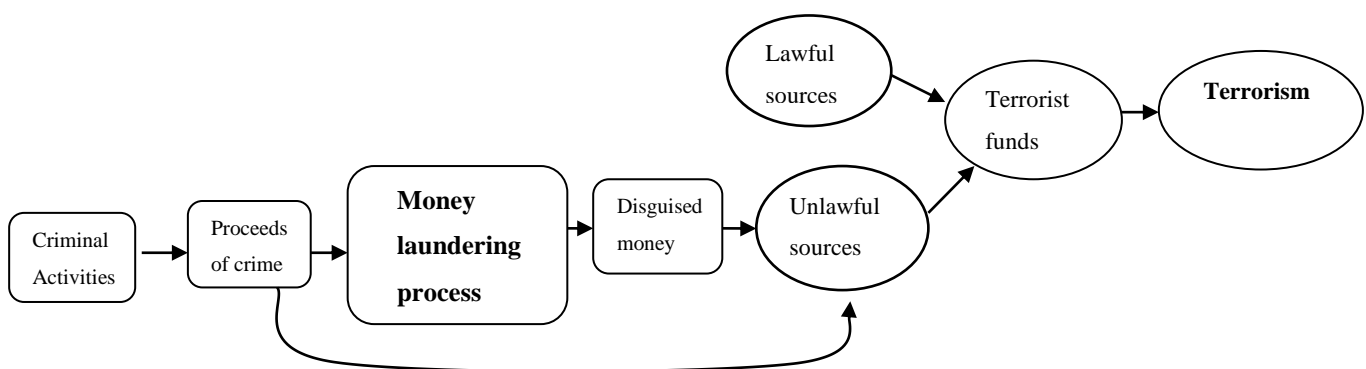 Lawful
sources
Terrorist
funds
Terrorism
Criminal
Activities
Proceeds
of crime
Money
laundering
process
Disguised
money
Unlawful
sources